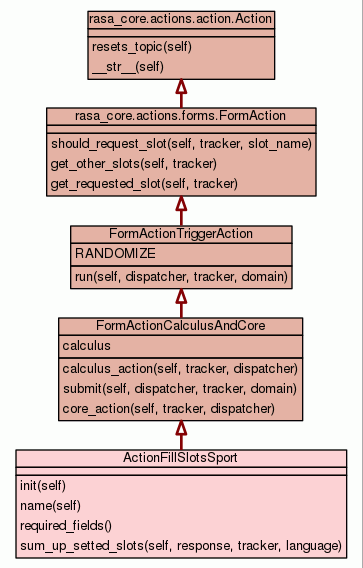 rasa_core.actions.action.Action
resets_topic(self)
__str__(self)
rasa_core.actions.forms.FormAction
should_request_slot(self, tracker, slot_name)
get_other_slots(self, tracker)
get_requested_slot(self, tracker)
FormActionTriggerAction
RANDOMIZE
run(self, dispatcher, tracker, domain)
FormActionCalculusAndCore
calculus
calculus_action(self, tracker, dispatcher)
submit(self, dispatcher, tracker, domain)
core_action(self, tracker, dispatcher)
ActionFillSlotsSport
init(self)
name(self)
required_fields()
sum_up_setted_slots(self, response, tracker, language)